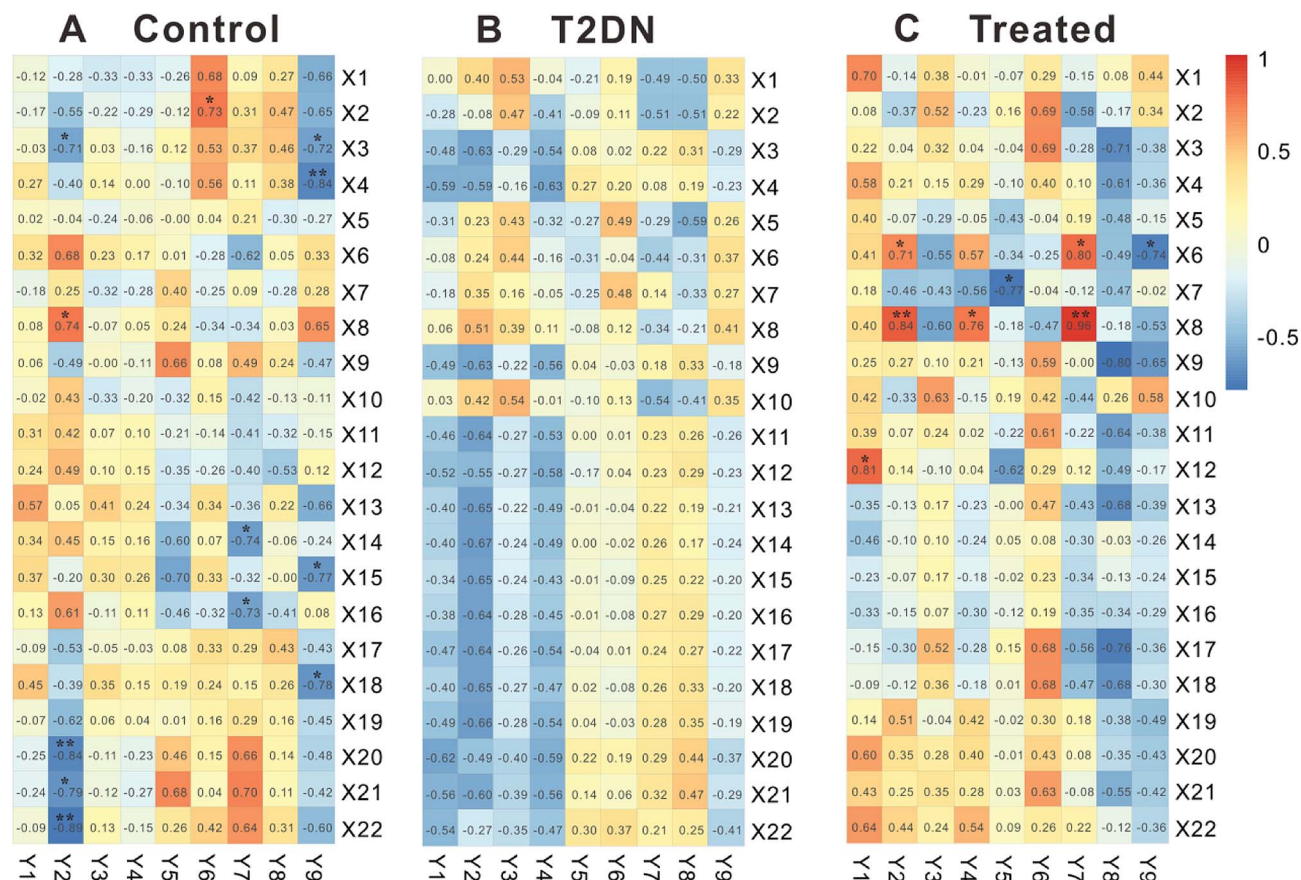 A Control B T2DN C Treated
-0.12 -0.28 -0.33 -0.33 -0.26 0.68 0.09 0.27 -0.66 X1 0.00 0.40 0.53 -0.04 -0.21 0.19 -0.49 -0.50 0.33 X1 0.70 -0.14 0.38 -0.01 -0.07 0.29 -0.15 0.08 0.44 X1 1
-0.17 -0.55 -0.22 -0.29 -0.12 *0.73 0.31 0.47 -0.65 X2 -0.28 -0.08 0.47 -0.41 -0.09 0.11 -0.51 -0.51 0.22 X2 0.08 -0.37 0.52 -0.23 0.16 0.69 -0.58 -0.17 0.34 X2
-0.03 *-0.71 0.03 -0.16 0.12 0.53 0.37 0.46 *-0.72 X3 -0.48 -0.63 -0.29 -0.54 0.08 0.02 0.22 0.31 -0.29 X3 0.22 0.04 0.32 0.04 -0.04 0.69 -0.28 -0.71 -0.38 X3 0.5
0.27 -0.40 0.14 0.00 -0.10 0.56 0.11 0.38 **-0.84 X4 -0.59 -0.59 -0.16 -0.63 0.27 0.20 0.08 0.19 -0.23 X4 0.58 0.21 0.15 0.29 -0.10 0.40 0.10 -0.61 -0.36 X4
0.02 -0.04 -0.24 -0.06 -0.00 0.04 0.21 -0.30 -0.27 X5 -0.31 0.23 0.43 -0.32 -0.27 0.49 -0.29 -0.59 0.26 X5 0.40 -0.07 -0.29 -0.05 -0.43 -0.04 0.19 -0.48 -0.15 X5
0.32 0.68 0.23 0.17 0.01 -0.28 -0.62 0.05 0.33 X6 -0.08 0.24 0.44 -0.16 -0.31 -0.04 -0.44 -0.31 0.37 X6 0.41 *0.71 -0.55 0.57 -0.34 -0.25 *0.80 -0.49 *-0.74 X6 0
-0.18 0.25 -0.32 -0.28 0.40 -0.25 0.09 -0.28 0.28 X7 -0.18 0.35 0.16 -0.05 -0.25 0.48 0.14 -0.33 0.27 X7 0.18 -0.46 -0.43 -0.56 *-0.77 -0.04 -0.12 -0.47 -0.02 X7
0.08 *0.74 -0.07 0.05 0.24 -0.34 -0.34 0.03 0.65 X8 0.06 0.51 0.39 0.11 -0.08 0.12 -0.34 -0.21 0.41 X8 0.40 **0.84 -0.60 *0.76 -0.18 -0.47 **0.96 -0.18 -0.53 X8 -0.5
0.06 -0.49 -0.00 -0.11 0.66 0.08 0.49 0.24 -0.47 X9 -0.49 -0.63 -0.22 -0.56 0.04 -0.03 0.18 0.33 -0.18 X9 0.25 0.27 0.10 0.21 -0.13 0.59 -0.00 -0.80 -0.65 X9
-0.02 0.43 -0.33 -0.20 -0.32 0.15 -0.42 -0.13 -0.11 X10 0.03 0.42 0.54 -0.01 -0.10 0.13 -0.54 -0.41 0.35 X10 0.42 -0.33 0.63 -0.15 0.19 0.42 -0.44 0.26 0.58 X10
0.31 0.42 0.07 0.10 -0.21 -0.14 -0.41 -0.32 -0.15 X11 -0.46 -0.64 -0.27 -0.53 0.00 0.01 0.23 0.26 -0.26 X11 0.39 0.07 0.24 0.02 -0.22 0.61 -0.22 -0.64 -0.38 X11
0.24 0.49 0.10 0.15 -0.35 -0.26 -0.40 -0.53 0.12 X12 -0.52 -0.55 -0.27 -0.58 -0.17 0.04 0.23 0.29 -0.23 X12 *0.81 0.14 -0.10 0.04 -0.62 0.29 0.12 -0.49 -0.17 X12
0.57 0.05 0.41 0.24 -0.34 0.34 -0.36 0.22 -0.66 X13 -0.40 -0.65 -0.22 -0.49 -0.01 -0.04 0.22 0.19 -0.21 X13 -0.35 -0.13 0.17 -0.23 -0.00 0.47 -0.43 -0.68 -0.39 X13
0.34 0.45 0.15 0.16 -0.60 0.07 *-0.74 -0.06 -0.24 X14 -0.40 -0.67 -0.24 -0.49 0.00 -0.02 0.26 0.17 -0.24 X14 -0.46 -0.10 0.10 -0.24 0.05 0.08 -0.30 -0.03 -0.26 X14
0.37 -0.20 0.30 0.26 -0.70 0.33 -0.32 -0.00 *-0.77 X15 -0.34 -0.65 -0.24 -0.43 -0.01 -0.09 0.25 0.22 -0.20 X15 -0.23 -0.07 0.17 -0.18 -0.02 0.23 -0.34 -0.13 -0.24 X15
0.13 0.61 -0.11 0.11 -0.46 -0.32 *-0.73 -0.41 0.08 X16 -0.38 -0.64 -0.28 -0.45 -0.01 -0.08 0.27 0.29 -0.20 X16 -0.33 -0.15 0.07 -0.30 -0.12 0.19 -0.35 -0.34 -0.29 X16
-0.09 -0.53 -0.05 -0.03 0.08 0.33 0.29 0.43 -0.43 X17 -0.47 -0.64 -0.26 -0.54 -0.04 0.01 0.24 0.27 -0.22 X17 -0.15 -0.30 0.52 -0.28 0.15 0.68 -0.56 -0.76 -0.36 X17
0.45 -0.39 0.35 0.15 0.19 0.24 0.15 0.26 *-0.78 X18 -0.40 -0.65 -0.27 -0.47 0.02 -0.08 0.26 0.33 -0.20 X18 -0.09 -0.12 0.36 -0.18 0.01 0.68 -0.47 -0.68 -0.30 X18
-0.07 -0.62 0.06 0.04 0.01 0.16 0.29 0.16 -0.45 X19 -0.49 -0.66 -0.28 -0.54 0.04 -0.03 0.28 0.35 -0.19 X19 0.14 0.51 -0.04 0.42 -0.02 0.30 0.18 -0.38 -0.49 X19
-0.25 **-0.84 -0.11 -0.23 0.46 0.15 0.66 0.14 -0.48 X20 -0.62 -0.49 -0.40 -0.59 0.22 0.19 0.29 0.44 -0.37 X20 0.60 0.35 0.28 0.40 -0.01 0.43 0.08 -0.35 -0.43 X20
-0.24 *-0.79 -0.12 -0.27 0.68 0.04 0.70 0.11 -0.42 X21 -0.56 -0.60 -0.39 -0.56 0.14 0.06 0.32 0.47 -0.29 X21 0.43 0.25 0.35 0.28 0.03 0.63 -0.08 -0.55 -0.42 X21
-0.09 **-0.89 0.13 -0.15 0.26 0.42 0.64 0.31 -0.60 X22 -0.54 -0.27 -0.35 -0.47 0.30 0.37 0.21 0.25 -0.41 X22 0.64 0.44 0.24 0.54 0.09 0.26 0.22 -0.12 -0.36 X22
Y1 Y2 Y3 Y4 Y5 Y6 Y7 Y8 Y9 Y1 Y2 Y3 Y4 Y5 Y6 Y7 Y8 Y9 Y1 Y2 Y3 Y4 Y5 Y6 Y7 Y8 Y9